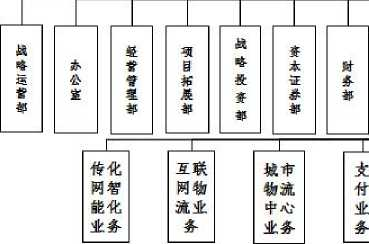 战略运营部
办公室
经营管理部
项目拓展部
战略投资部
资本证券部
财务部
传化网智能化业务
互联网物流业务
城市物流中心业务
支付业务